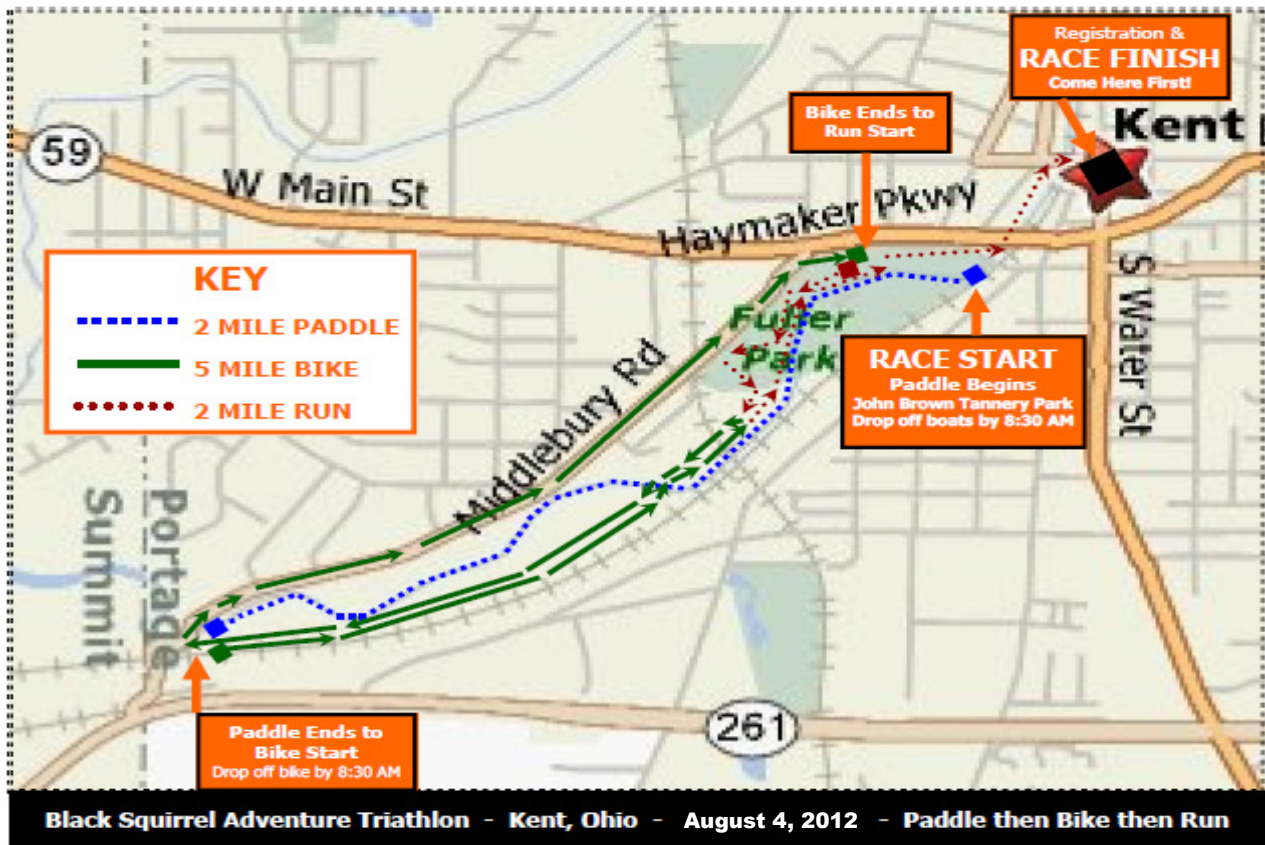 Registration &
RACE FINISH
Come Here First!
Bike Ends to
Run Start
Kent
59
W Main St
Haymaker Pkwy
KEY
2 MILE PADDLE
5 MILE BIKE
2 MILE RUN
Fuller
Park
S Water St
RACE START
Paddle Begins
John Brown Tannery Park
Drop off boats by 8:30 AM
Middlebury Rd
Portage
Summit
261
Paddle Ends to
Bike Start
Drop off bike by 8:30 AM
Black Squirrel Adventure Triathlon - Kent, Ohio - August 4, 2012 - Paddle then Bike then Run